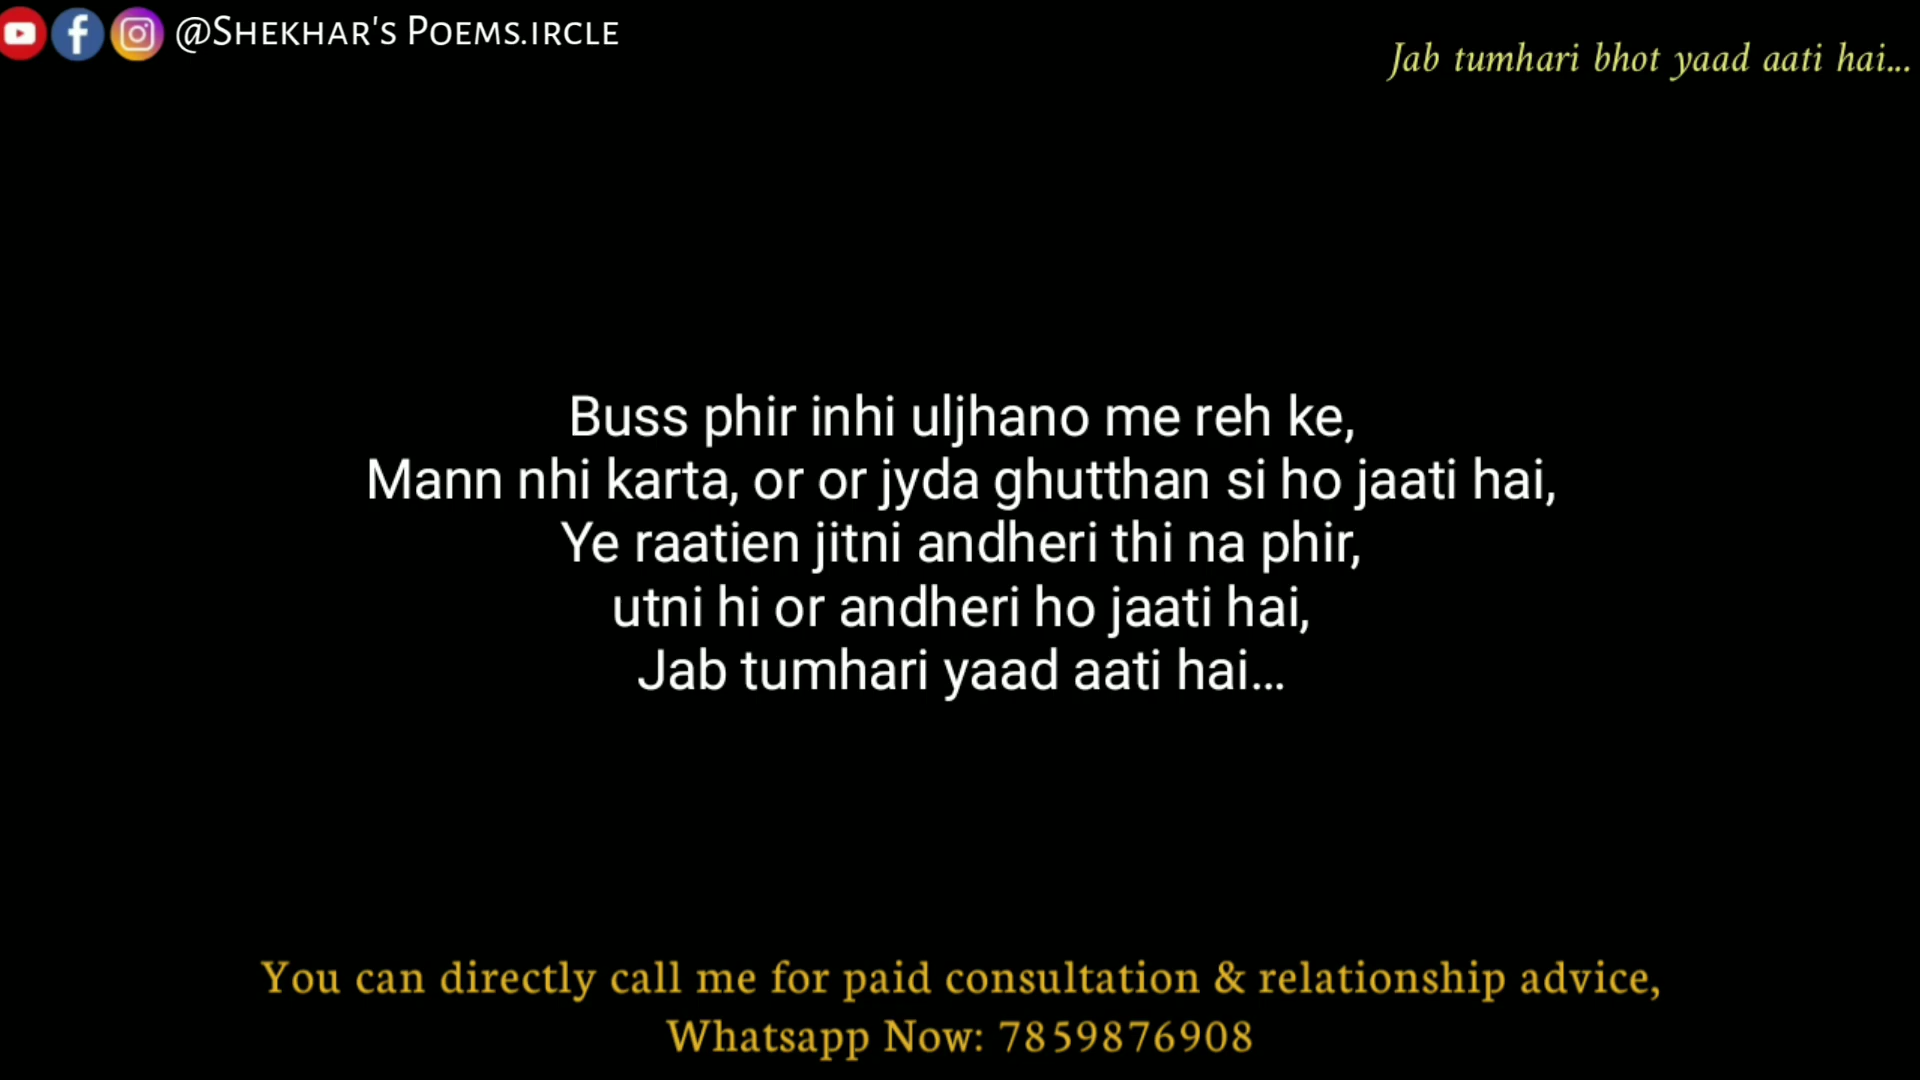 @Shekhar's Poems.ircle
Jab tumhari bhot yaad aati hai...
Buss phir inhi uljhano me reh ke,
Mann nhi karta, or or jyda ghutthan si ho jaati hai,
Ye raatien jitni andheri thi na phir,
utni hi or andheri ho jaati hai,
Jab tumhari yaad aati hai...
You can directly call me for paid consultation & relationship advice,
Whatsapp Now: 7859876908